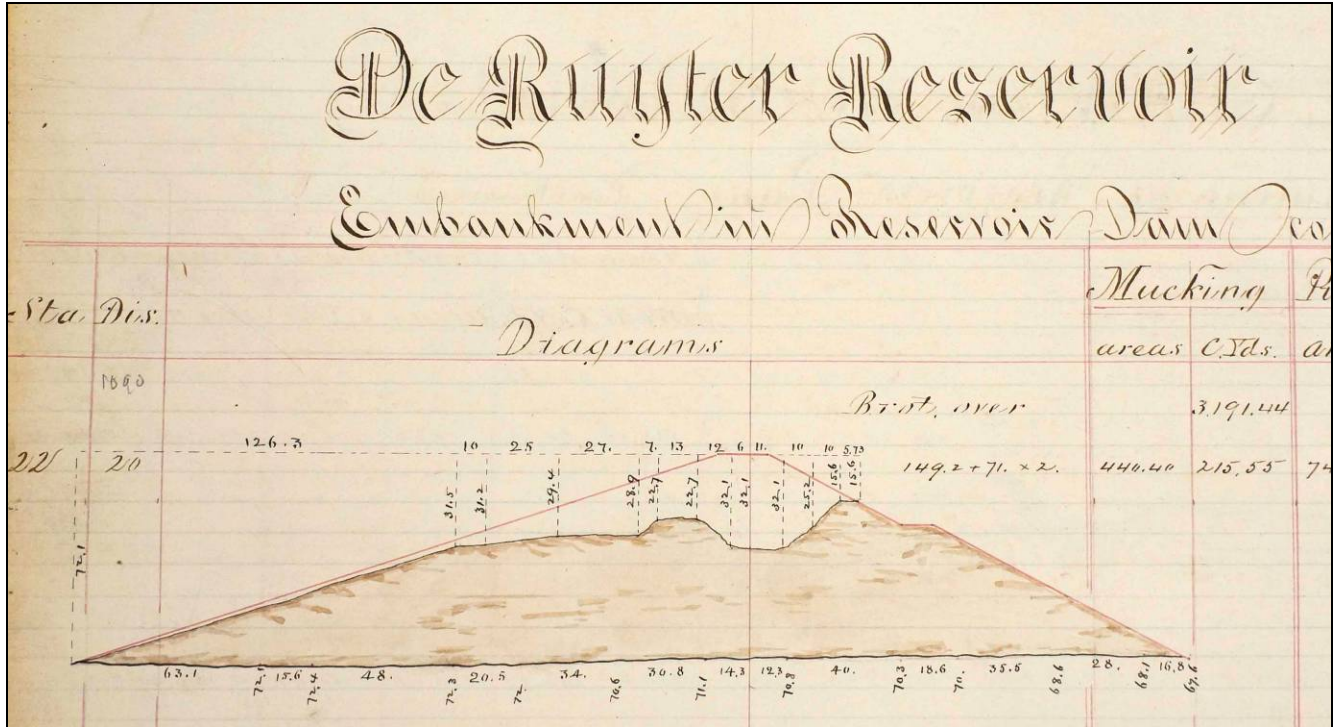 De Ruyter Reservoir
Embankment in Reservoir Dam
Mucking
Sta. Dis.
Diagrams
areas C.Yds.
1890
Brot. over 3,191.44
126.3 10 25 27. 7. 13 12 6 11. 10 10 5.73
22 20 149.2 + 71. × 2. 440.40 215.55 74
31.5 31.2 29.4 28.9 22.7 22.7 32.1 32.1 32.1 25.2 15.6 15.6
72.1
63.1 72.1 15.6 72.4 48. 72.3 20.5 72. 34. 70.6 30.8 71.1 14.3 12.3 70.8 40. 70.3 18.6 70. 35.5 68.6 28. 68.1 16.8 67.6